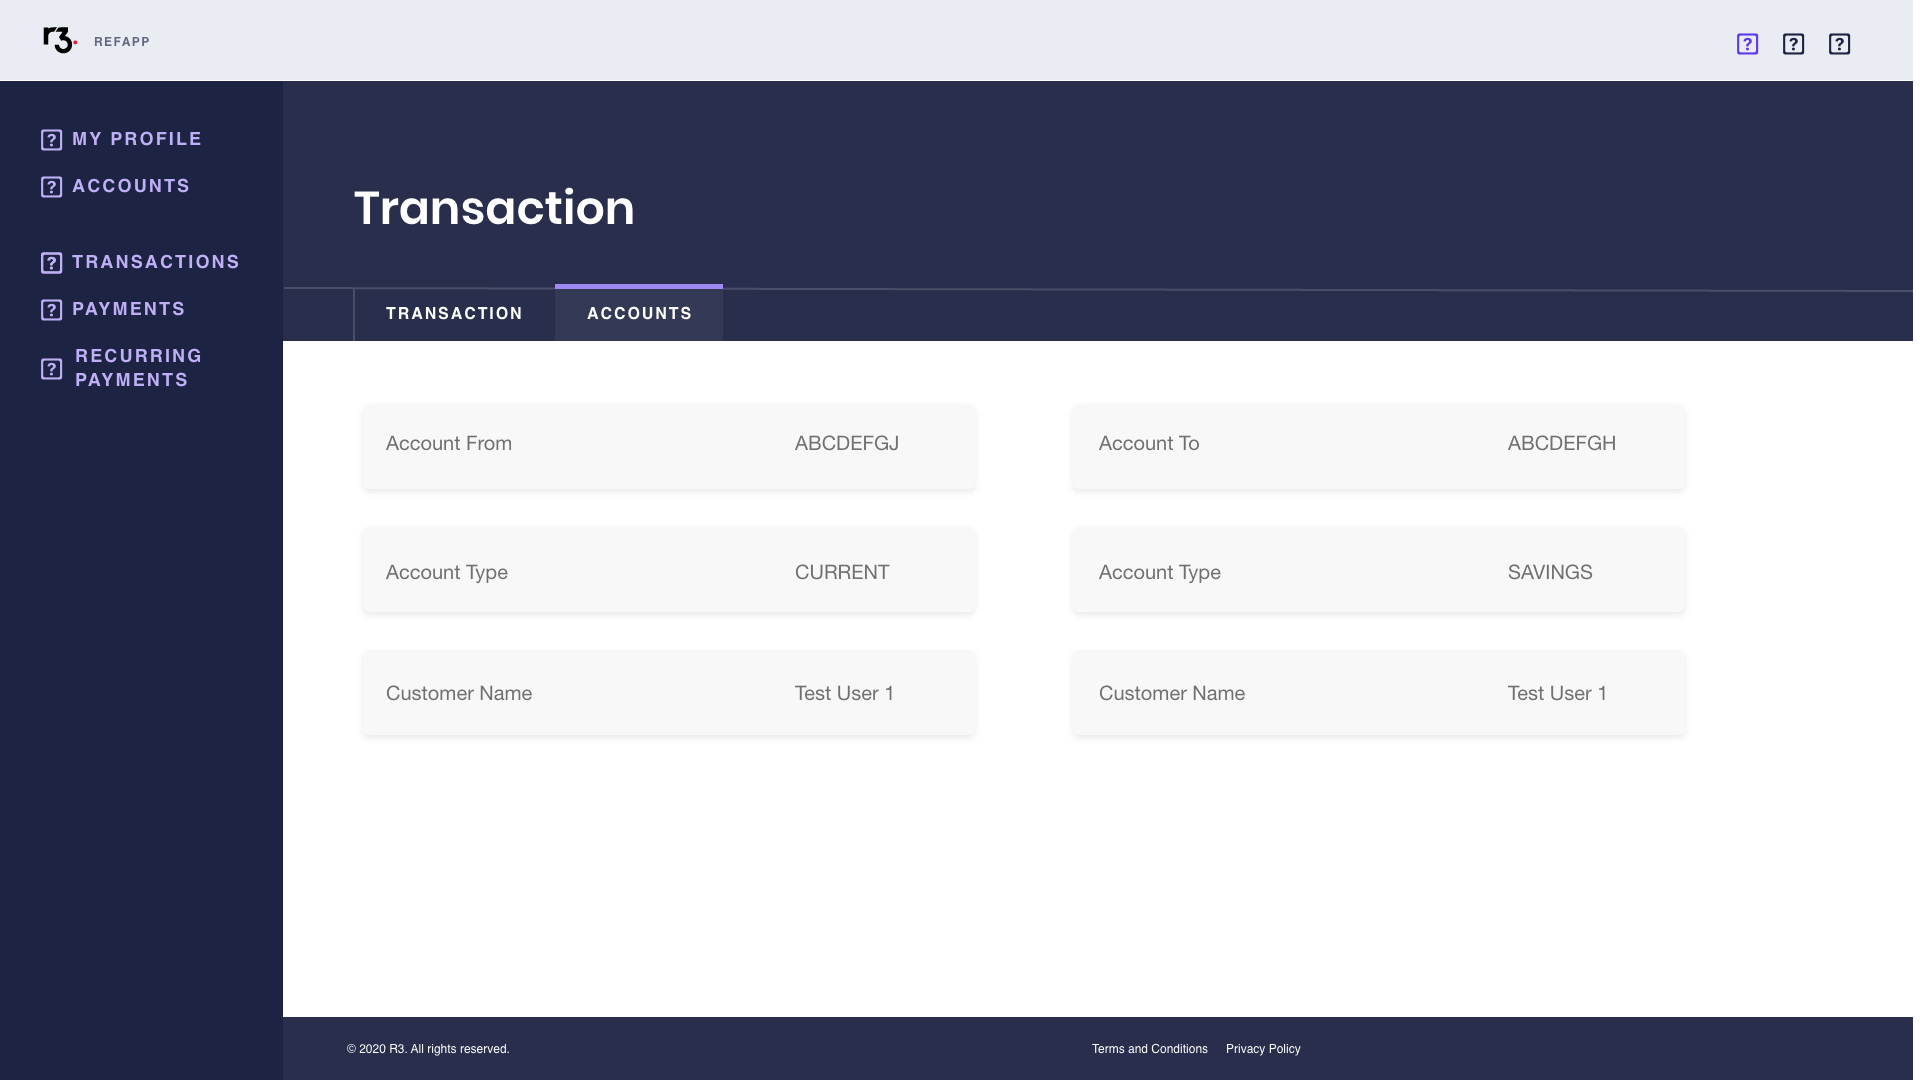 r3.
REFAPP
MY PROFILE
ACCOUNTS
TRANSACTIONS
PAYMENTS
RECURRING
PAYMENTS
Transaction
TRANSACTION
ACCOUNTS
Account From ABCDEFGJ
Account To ABCDEFGH
Account Type CURRENT
Account Type SAVINGS
Customer Name Test User 1
Customer Name Test User 1
© 2020 R3. All rights reserved.
Terms and Conditions
Privacy Policy